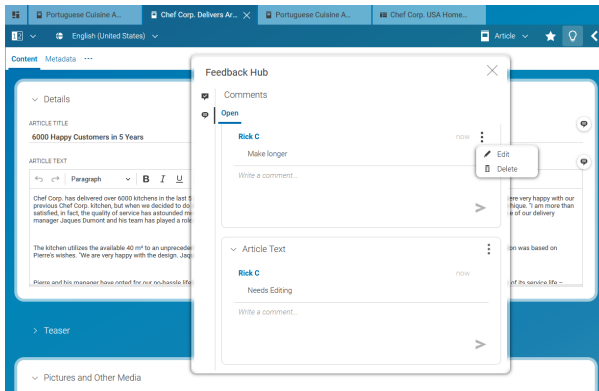 Portuguese Cuisine A...
Chef Corp. Delivers Ar...
Portuguese Cuisine A...
Chef Corp. USA Home...
English (United States)
Article
Content Metadata ...
Feedback Hub
Comments
Open
Details
ARTICLE TITLE
6000 Happy Customers in 5 Years
ARTICLE TEXT
Paragraph
B I U
Chef Corp. has delivered over 6000 kitchens in the last 5
ere very happy with our
previous Chef Corp. kitchen, but when we decided to do
hique. "I am more than
satisfied, in fact, the quality of service has astounded me
e of our delivery
manager Jaques Dumont and his team has played a role
The kitchen utilizes the available 40 m² to an unpreceden
on was based on
Pierre's wishes. "We are very happy with the design. Jaqu
Pierre and his manager have opted for our no-hassle life
of its service life –
Rick C
now
Make longer
Edit
Delete
Write a comment...
Article Text
Rick C
now
Needs Editing
Write a comment...
Teaser
Pictures and Other Media